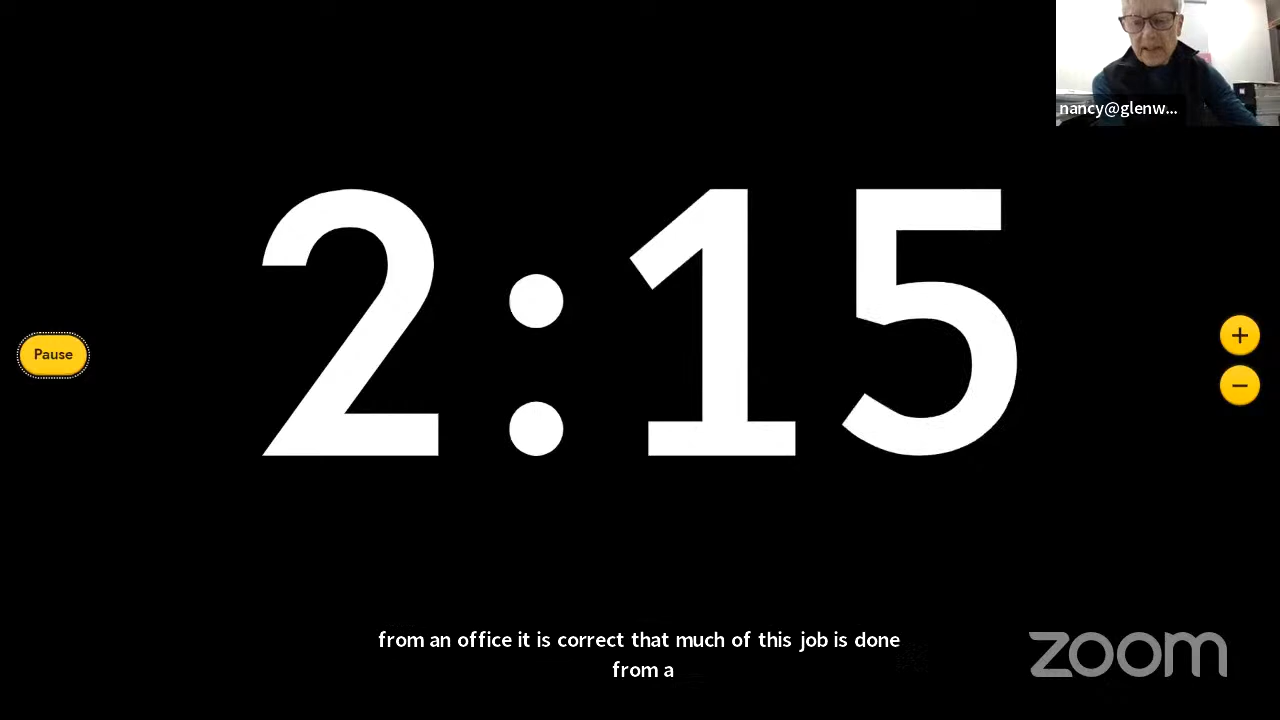 nancy@glenw...
2:15
Pause
+
−
from an office it is correct that much of this job is done
from a
zoom